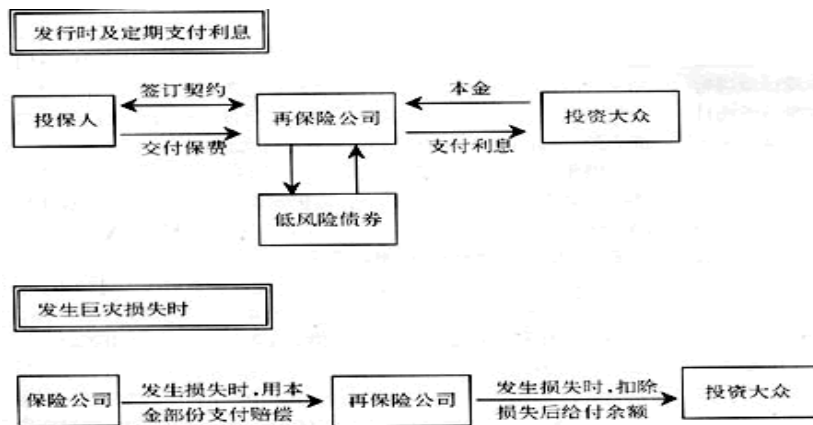 发行时及定期支付利息
签订契约
本金
投保人
再保险公司
投资大众
交付保费
支付利息
低风险债券
发生巨灾损失时
保险公司
发生损失时,用本
金部份支付赔偿
再保险公司
发生损失时,扣除
损失后给付余额
投资大众